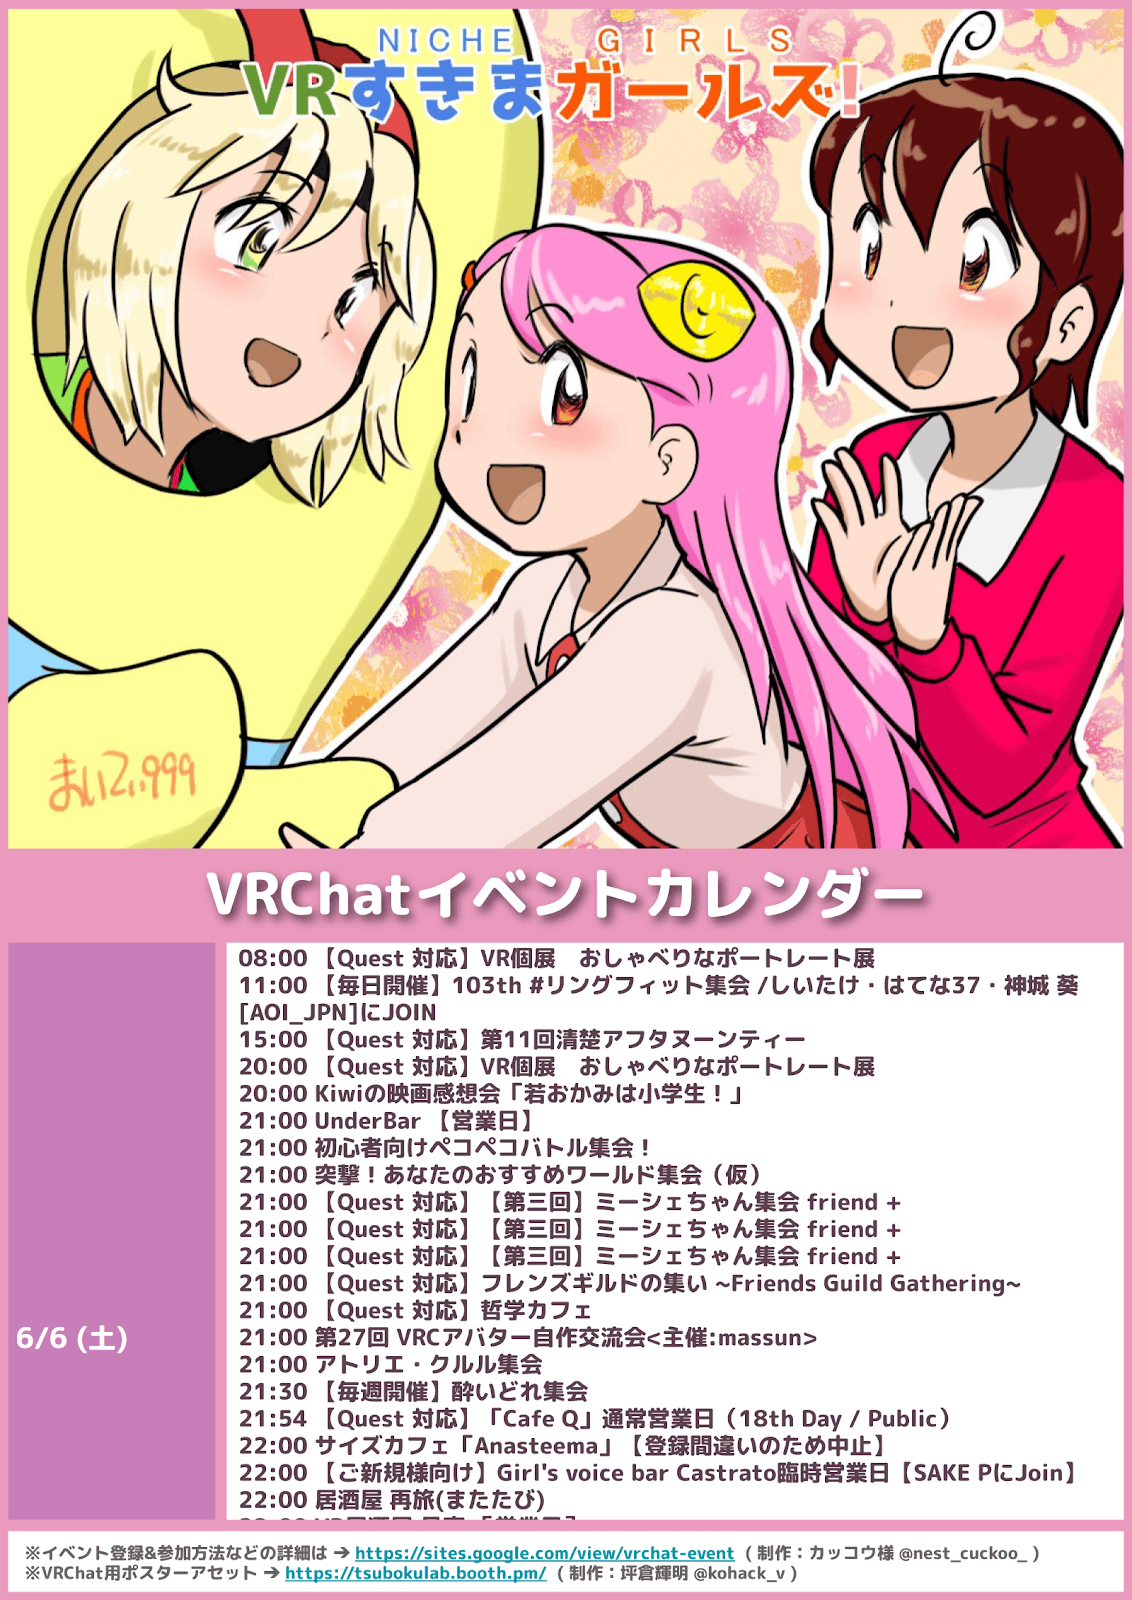 NICHE GIRLS
VRすきまガールズ!
まいてい999
VRChatイベントカレンダー
6/6 (土)
08:00 【Quest 対応】VR個展　おしゃべりなポートレート展
11:00 【毎日開催】103th #リングフィット集会 /しいたけ・はてな37・神城 葵
[AOI_JPN]にJOIN
15:00 【Quest 対応】第11回清楚アフタヌーンティー
20:00 【Quest 対応】VR個展　おしゃべりなポートレート展
20:00 Kiwiの映画感想会「若おかみは小学生！」
21:00 UnderBar 【営業日】
21:00 初心者向けペコペコバトル集会！
21:00 突撃！あなたのおすすめワールド集会（仮）
21:00 【Quest 対応】【第三回】ミーシェちゃん集会 friend +
21:00 【Quest 対応】【第三回】ミーシェちゃん集会 friend +
21:00 【Quest 対応】【第三回】ミーシェちゃん集会 friend +
21:00 【Quest 対応】フレンズギルドの集い ~Friends Guild Gathering~
21:00 【Quest 対応】哲学カフェ
21:00 第27回 VRCアバター自作交流会<主催:massun>
21:00 アトリエ・クルル集会
21:30 【毎週開催】酔いどれ集会
21:54 【Quest 対応】「Cafe Q」通常営業日（18th Day / Public）
22:00 サイズカフェ「Anasteema」【登録間違いのため中止】
22:00 【ご新規様向け】Girl's voice bar Castrato臨時営業日【SAKE PにJoin】
22:00 居酒屋 再旅(またたび)
※イベント登録&参加方法などの詳細は ➔ https://sites.google.com/view/vrchat-event ( 制作：カッコウ様 @nest_cuckoo_ )
※VRChat用ポスターアセット ➔ https://tsubokulab.booth.pm/ ( 制作：坪倉輝明 @kohack_v )